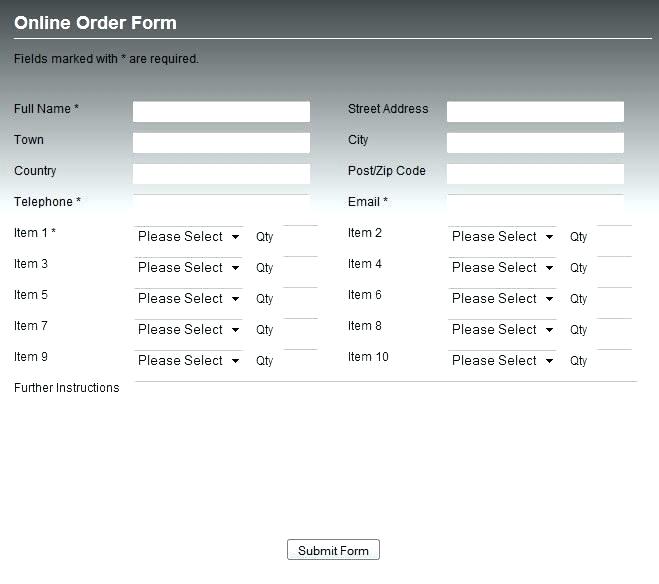 Online Order Form
Fields marked with * are required.
Full Name * Street Address
Town City
Country Post/Zip Code
Telephone * Email *
Item 1 * Please Select Qty Item 2 Please Select Qty
Item 3 Please Select Qty Item 4 Please Select Qty
Item 5 Please Select Qty Item 6 Please Select Qty
Item 7 Please Select Qty Item 8 Please Select Qty
Item 9 Please Select Qty Item 10 Please Select Qty
Further Instructions
Submit Form